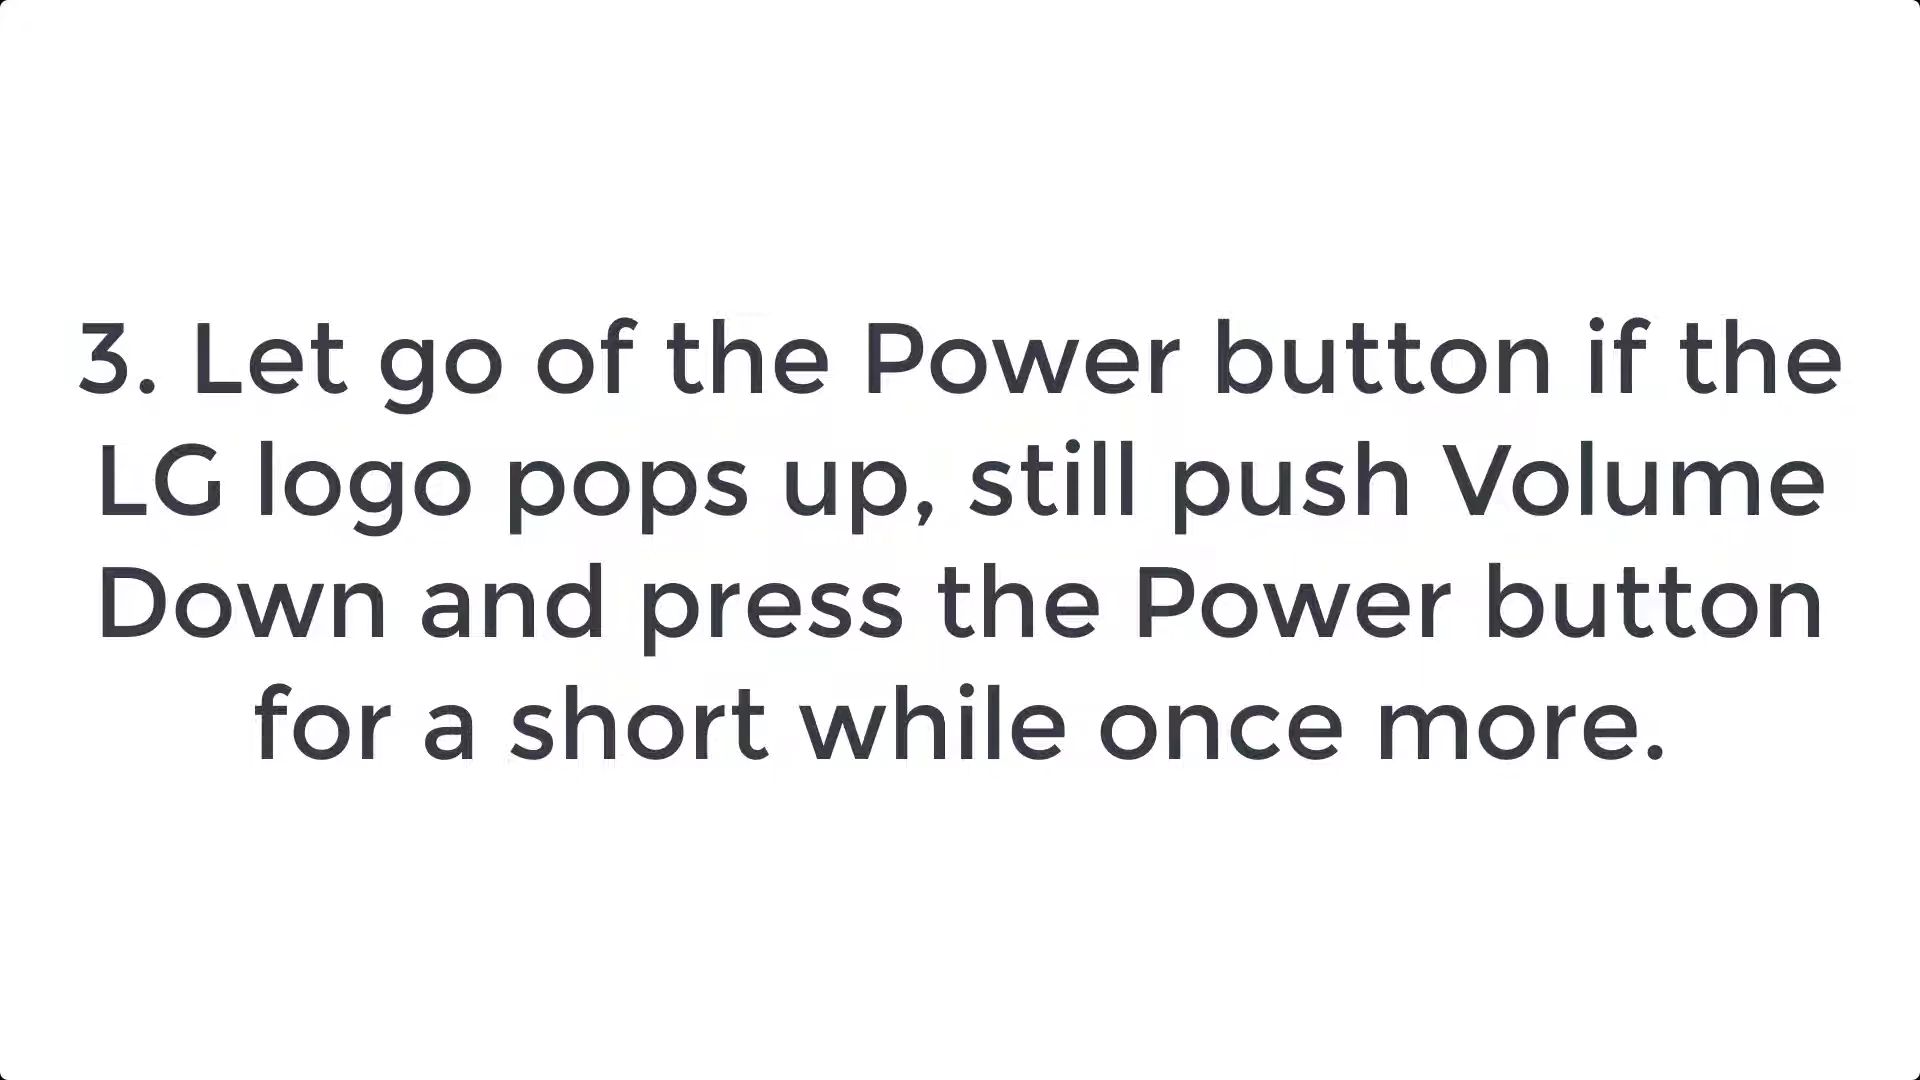 3. Let go of the Power button if the
LG logo pops up, still push Volume
Down and press the Power button
for a short while once more.